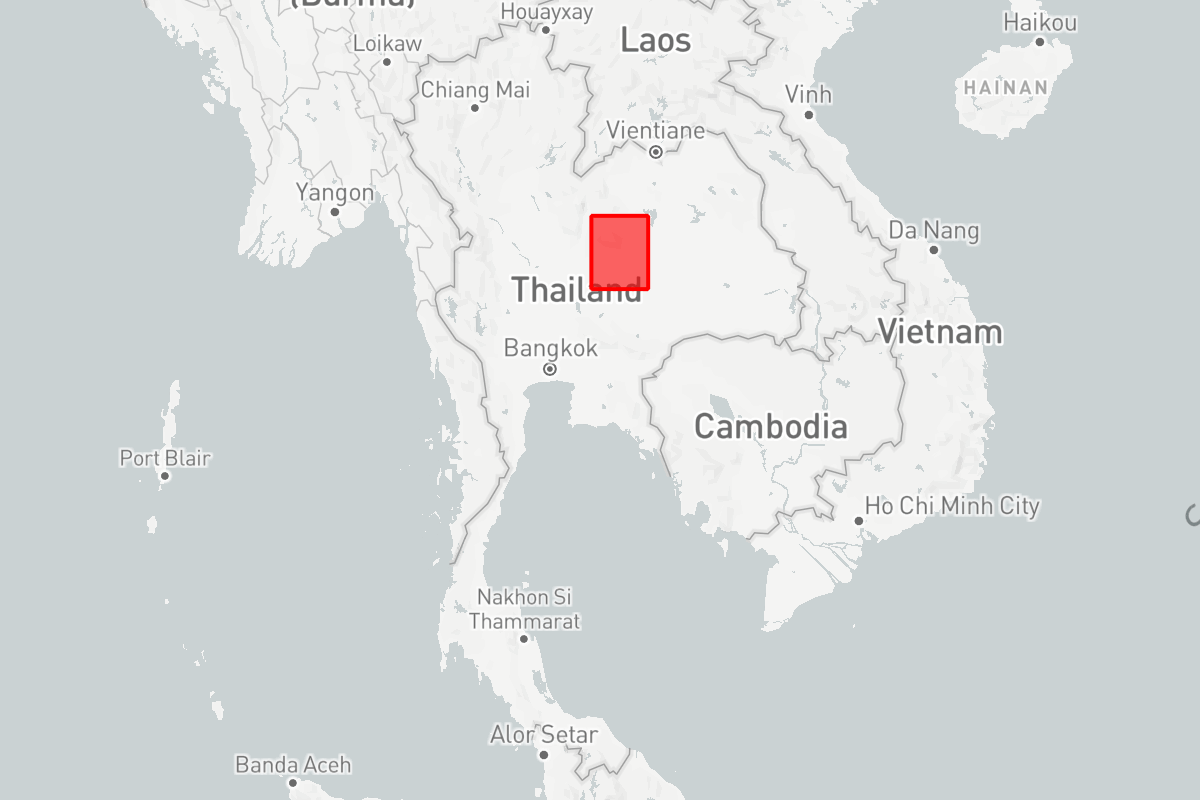 Houayxay
Haikou
Loikaw
Laos
Chiang Mai
HAINAN
Vinh
Vientiane
Yangon
Da Nang
Thailand
Vietnam
Bangkok
Cambodia
Port Blair
Ho Chi Minh City
Nakhon Si
Thammarat
Alor Setar
Banda Aceh